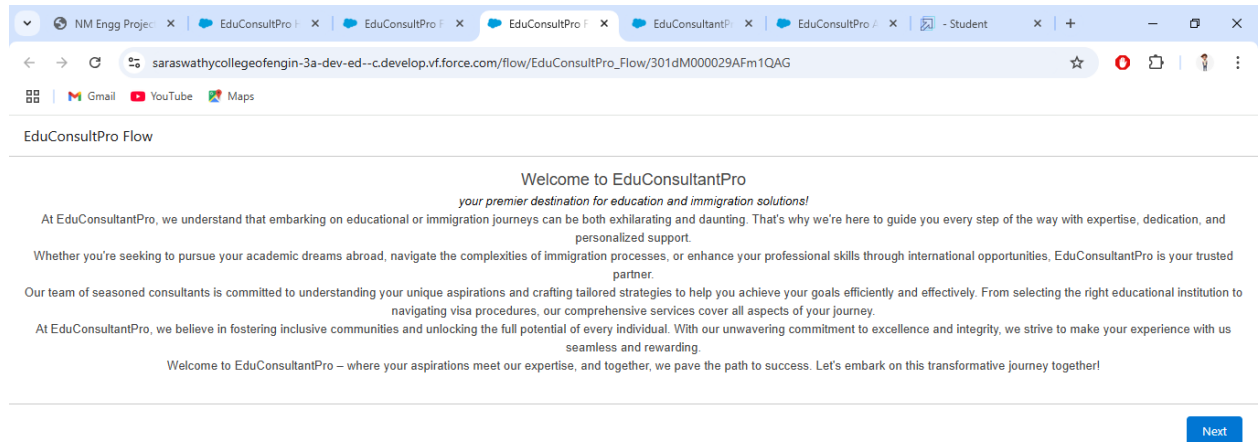 NM Engg Projec
EduConsultPro F
EduConsultPro F
EduConsultPro F
EduConsultantPr
EduConsultPro A
- Student
saraswathycollegeofengin-3a-dev-ed--c.develop.vf.force.com/flow/EduConsultPro_Flow/301dM000029AFm1QAG
Gmail YouTube Maps
EduConsultPro Flow
Welcome to EduConsultantPro
your premier destination for education and immigration solutions!
At EduConsultantPro, we understand that embarking on educational or immigration journeys can be both exhilarating and daunting. That's why we're here to guide you every step of the way with expertise, dedication, and
personalized support.
Whether you're seeking to pursue your academic dreams abroad, navigate the complexities of immigration processes, or enhance your professional skills through international opportunities, EduConsultantPro is your trusted
partner.
Our team of seasoned consultants is committed to understanding your unique aspirations and crafting tailored strategies to help you achieve your goals efficiently and effectively. From selecting the right educational institution to
navigating visa procedures, our comprehensive services cover all aspects of your journey.
At EduConsultantPro, we believe in fostering inclusive communities and unlocking the full potential of every individual. With our unwavering commitment to excellence and integrity, we strive to make your experience with us
seamless and rewarding.
Welcome to EduConsultantPro – where your aspirations meet our expertise, and together, we pave the path to success. Let's embark on this transformative journey together!
Next